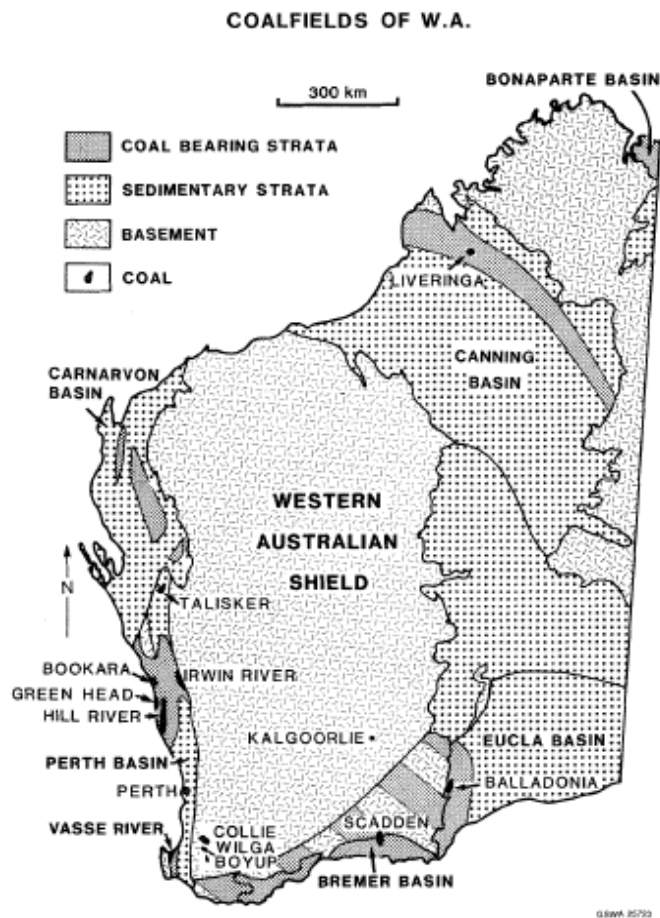 COALFIELDS OF W.A.
BONAPARTE BASIN
300 km
COAL BEARING STRATA
SEDIMENTARY STRATA
BASEMENT
COAL
LIVERINGA
CANNING
BASIN
CARNARVON
BASIN
WESTERN
AUSTRALIAN
SHIELD
N
TALISKER
BOOKARA
IRWIN RIVER
GREEN HEAD
HILL RIVER
KALGOORLIE
EUCLA BASIN
PERTH BASIN
BALLADONIA
PERTH
SCADDEN
VASSE RIVER
COLLIE
WILGA
BOYUP
BREMER BASIN